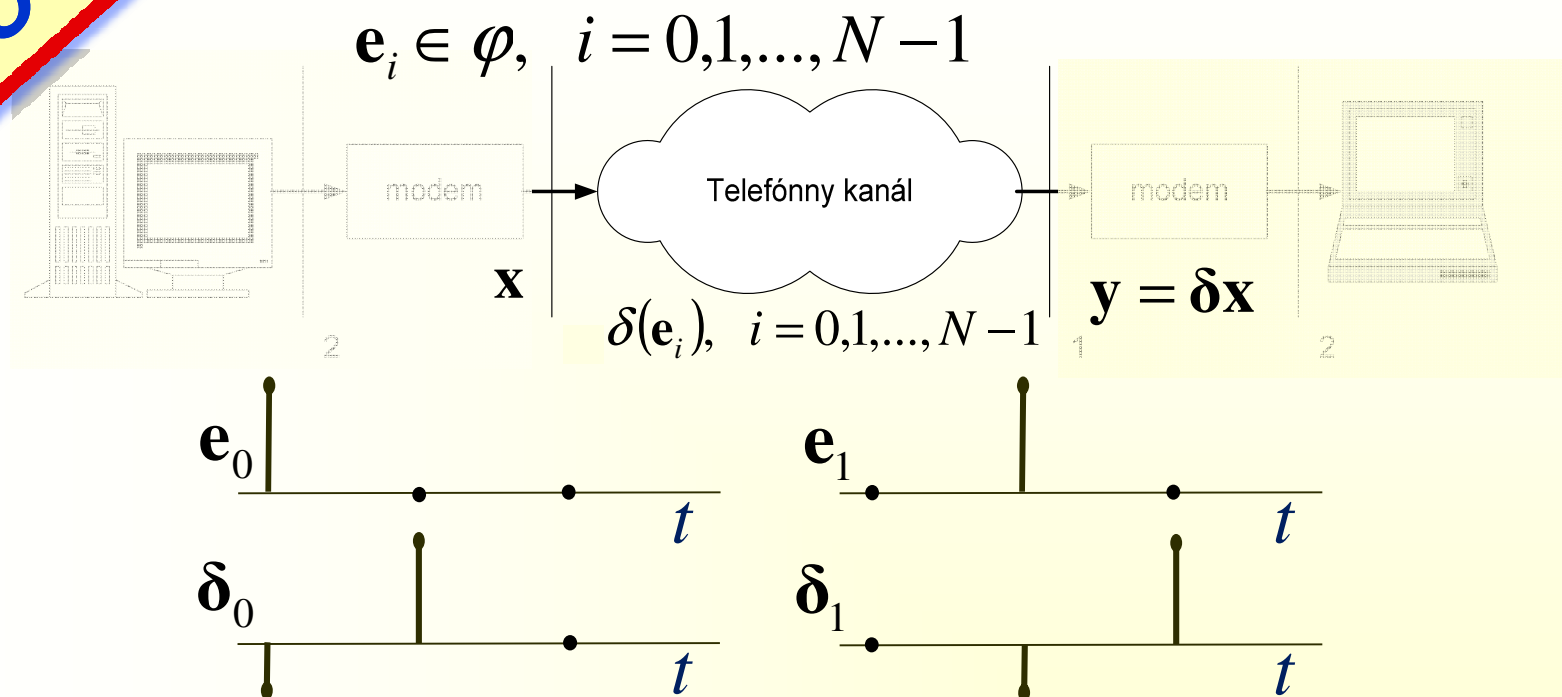 𝐞ᵢ ∈ φ, i = 0,1,..., N − 1
modem
Telefónny kanál
modem
𝐱
𝐲 = 𝛅𝐱
δ(𝐞ᵢ), i = 0,1,..., N − 1
2
1
2
𝐞₀
t
𝐞₁
t
𝛅₀
t
𝛅₁
t